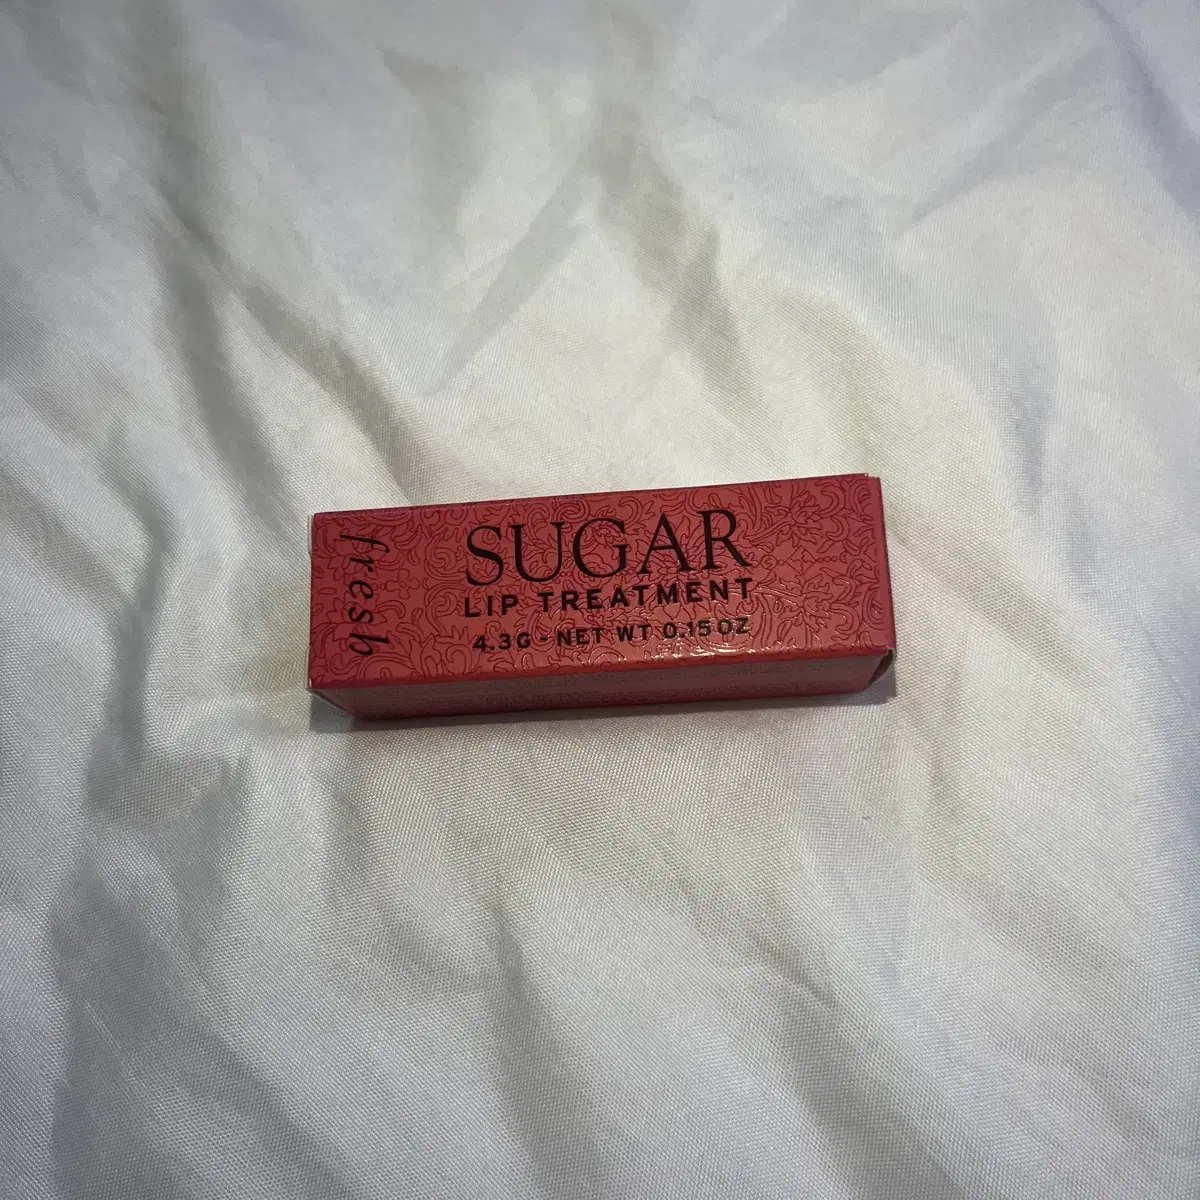 fresh
SUGAR
LIP TREATMENT
4.3G - NET WT 0.15 OZ